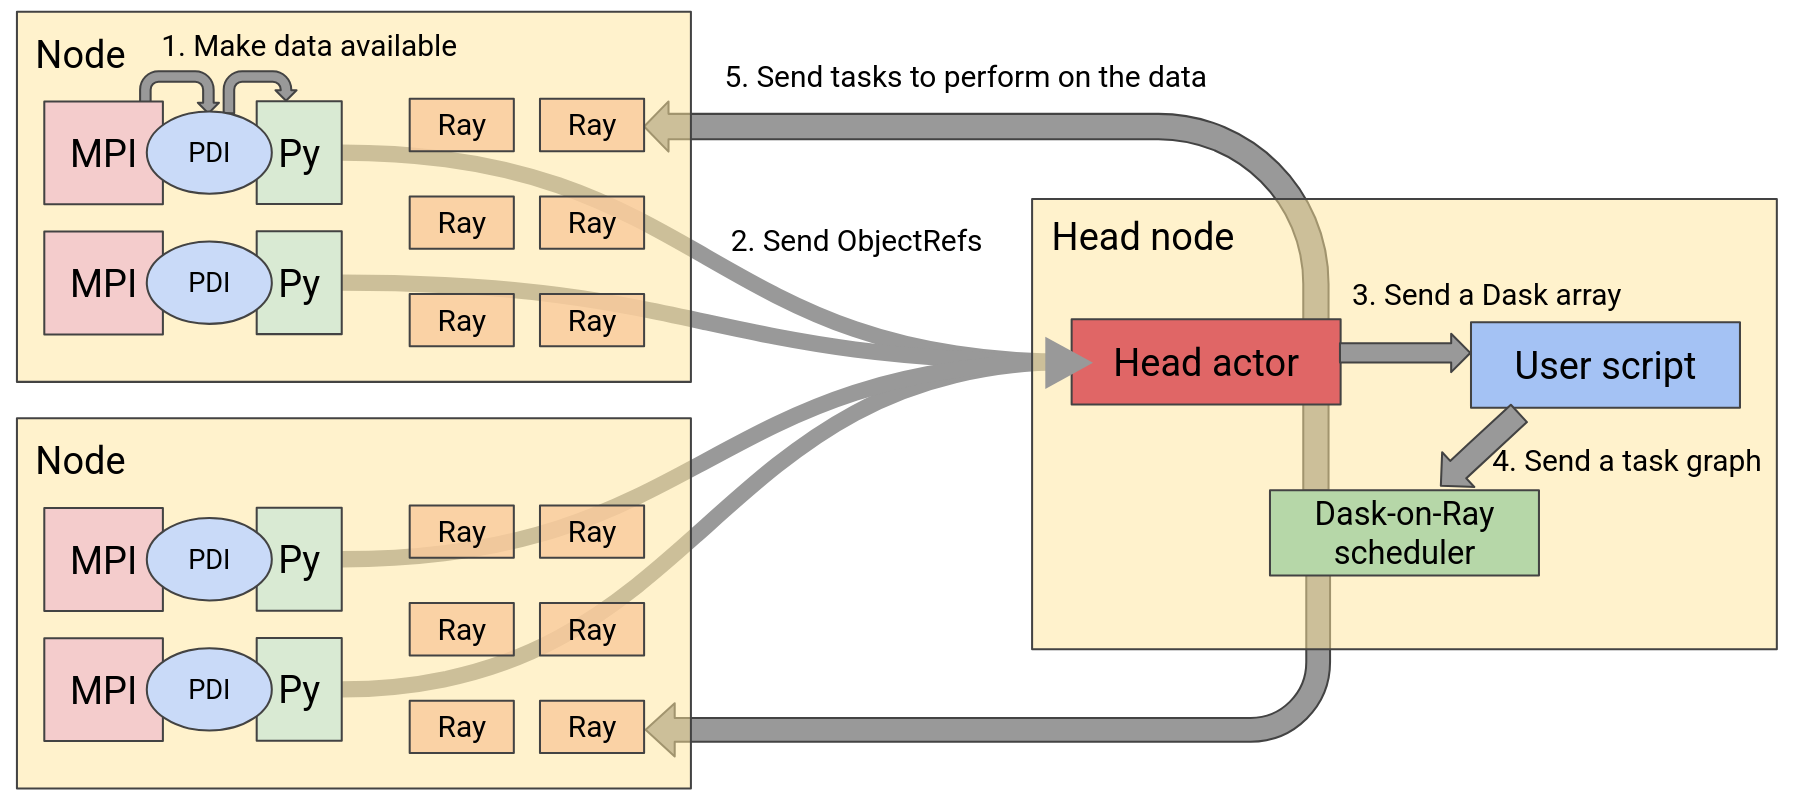 Node
1. Make data available
MPI
PDI
Py
Ray
Ray
Ray
Ray
MPI
PDI
Py
Ray
Ray
5. Send tasks to perform on the data
2. Send ObjectRefs
Head node
3. Send a Dask array
Head actor
User script
4. Send a task graph
Dask-on-Ray
scheduler
Node
MPI
PDI
Py
Ray
Ray
Ray
Ray
MPI
PDI
Py
Ray
Ray